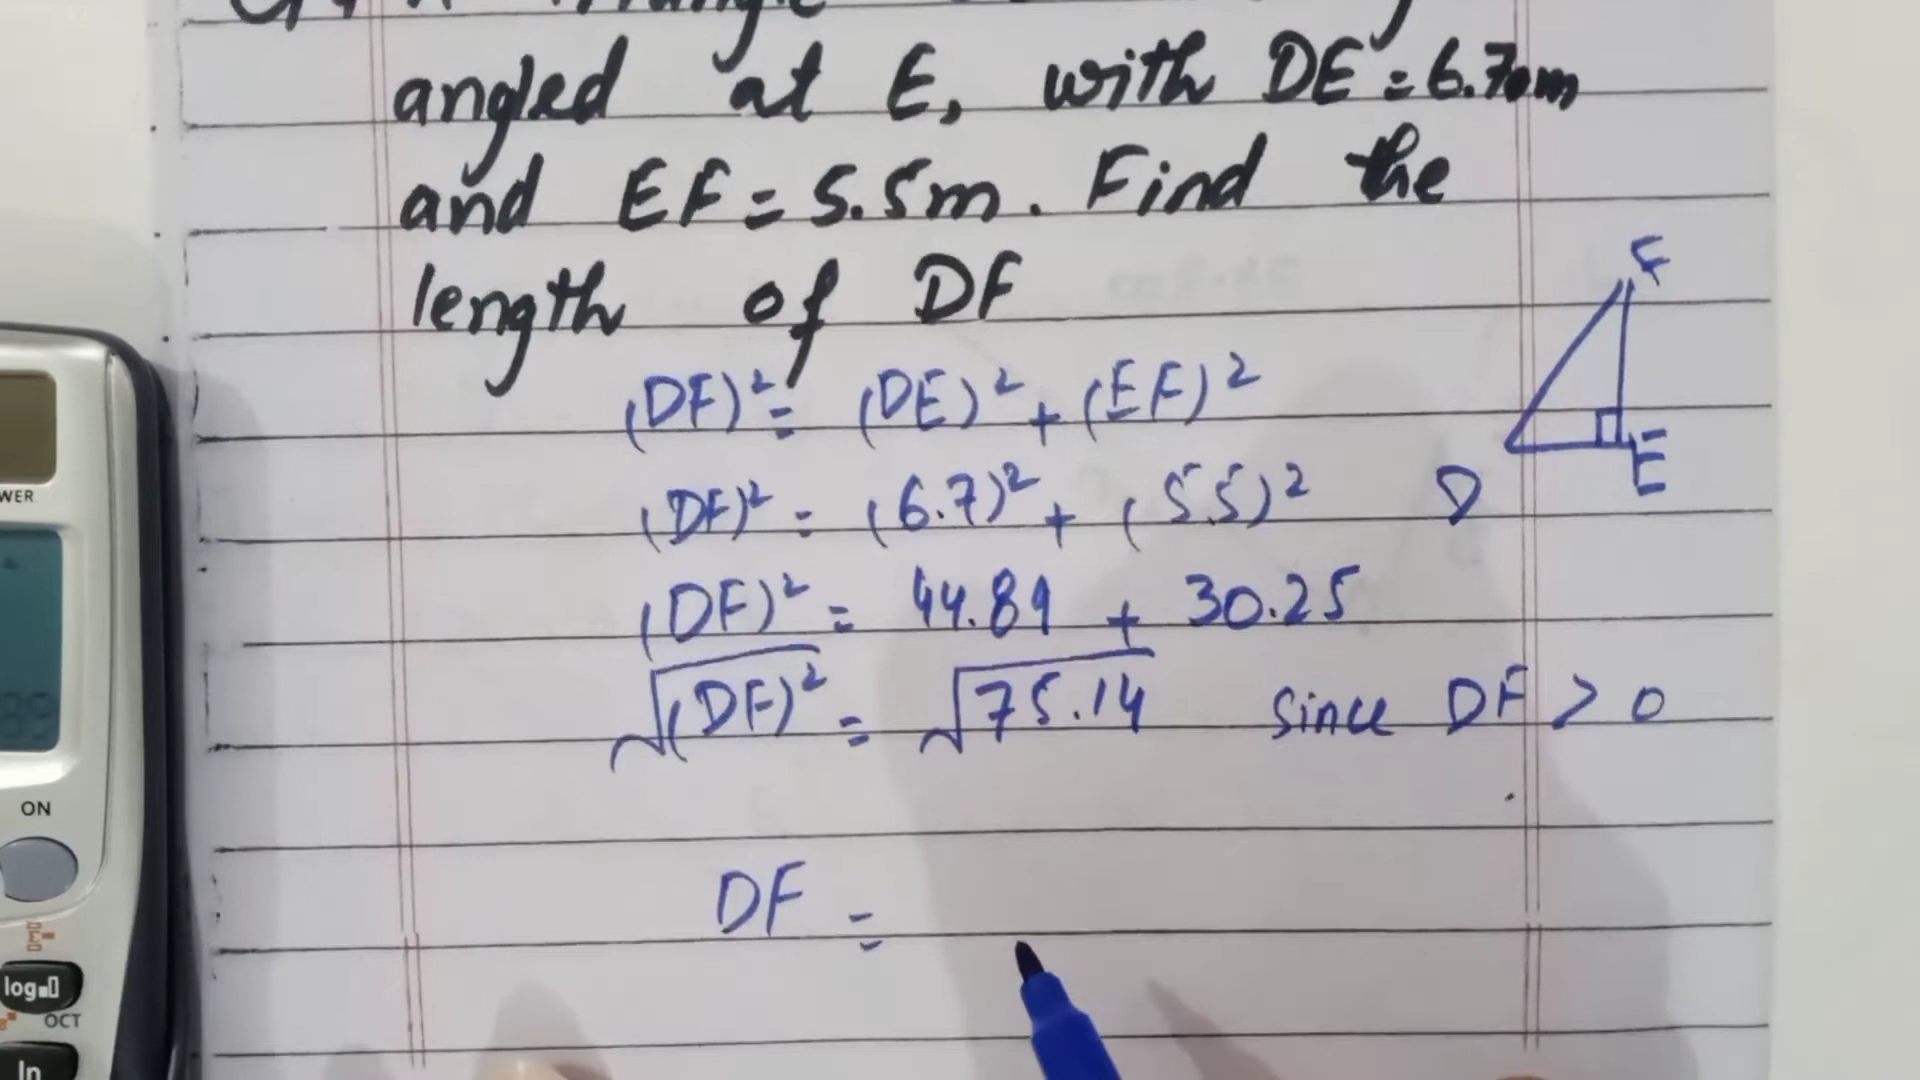 angled at E, with DE = 6.7cm
and EF = 5.5m. Find the
length of DF
(DF)² = (DE)² + (EF)²
(DF)² = (6.7)² + (5.5)²
(DF)² = 44.89 + 30.25
√(DF)² = √75.14 since DF > 0
DF =
F
D
E
WER
ON
log
OCT
ln